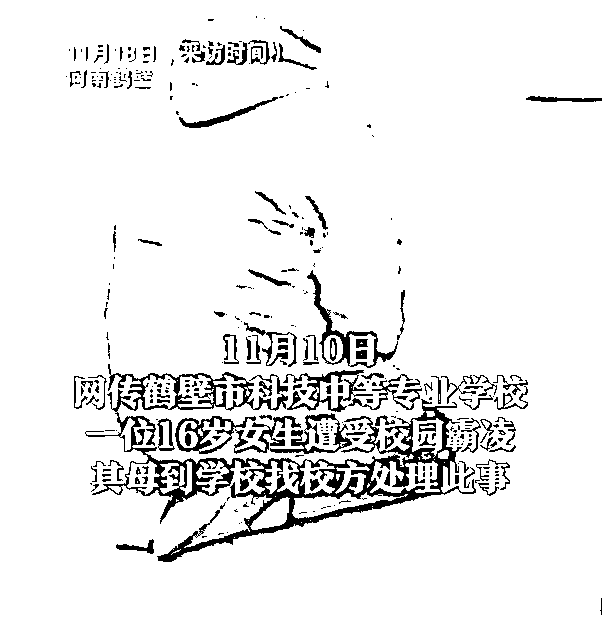 11月18日（采访时间）
河南鹤壁
11月10日
网传鹤壁市科技中等专业学校
一位16岁女生遭受校园霸凌
其母到学校找校方处理此事